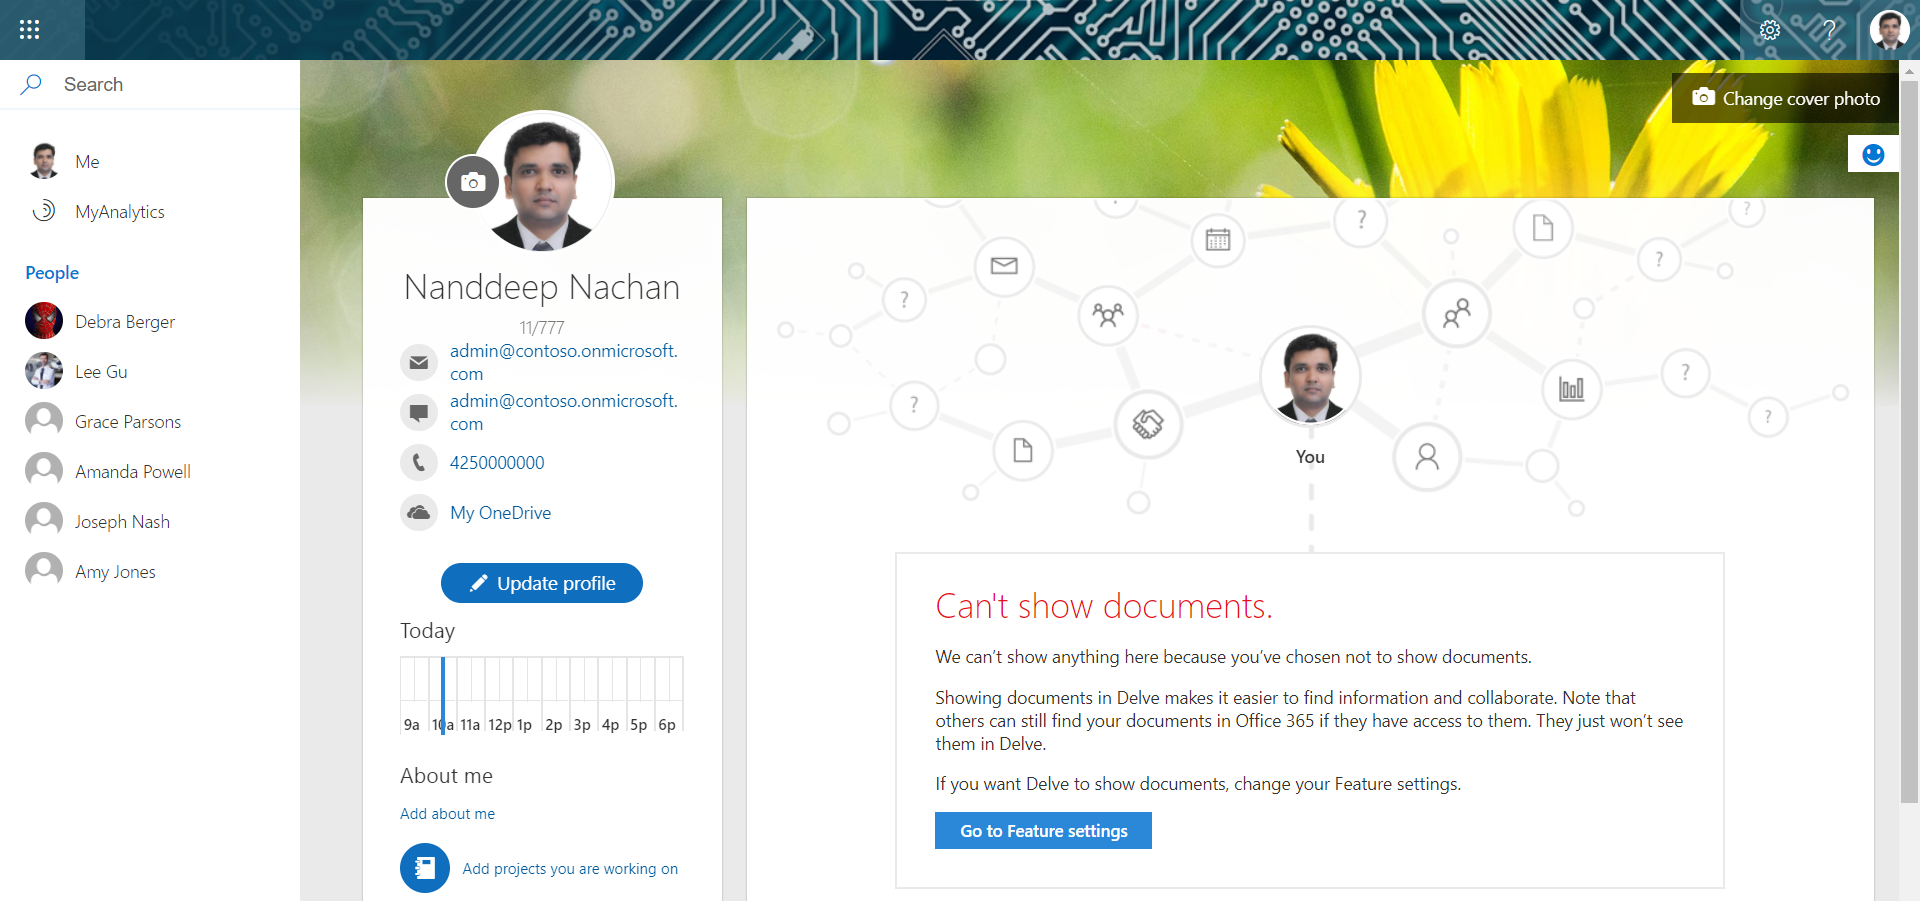 Search
Change cover photo
Me
MyAnalytics
People
Debra Berger
Lee Gu
Grace Parsons
Amanda Powell
Joseph Nash
Amy Jones
Nanddeep Nachan
11/777
admin@contoso.onmicrosoft.
com
admin@contoso.onmicrosoft.
com
4250000000
My OneDrive
Update profile
Today
9a 10a 11a 12p 1p 2p 3p 4p 5p 6p
About me
Add about me
Add projects you are working on
You
Can't show documents.
We can’t show anything here because you’ve chosen not to show documents.
Showing documents in Delve makes it easier to find information and collaborate. Note that
others can still find your documents in Office 365 if they have access to them. They just won’t see
them in Delve.
If you want Delve to show documents, change your Feature settings.
Go to Feature settings